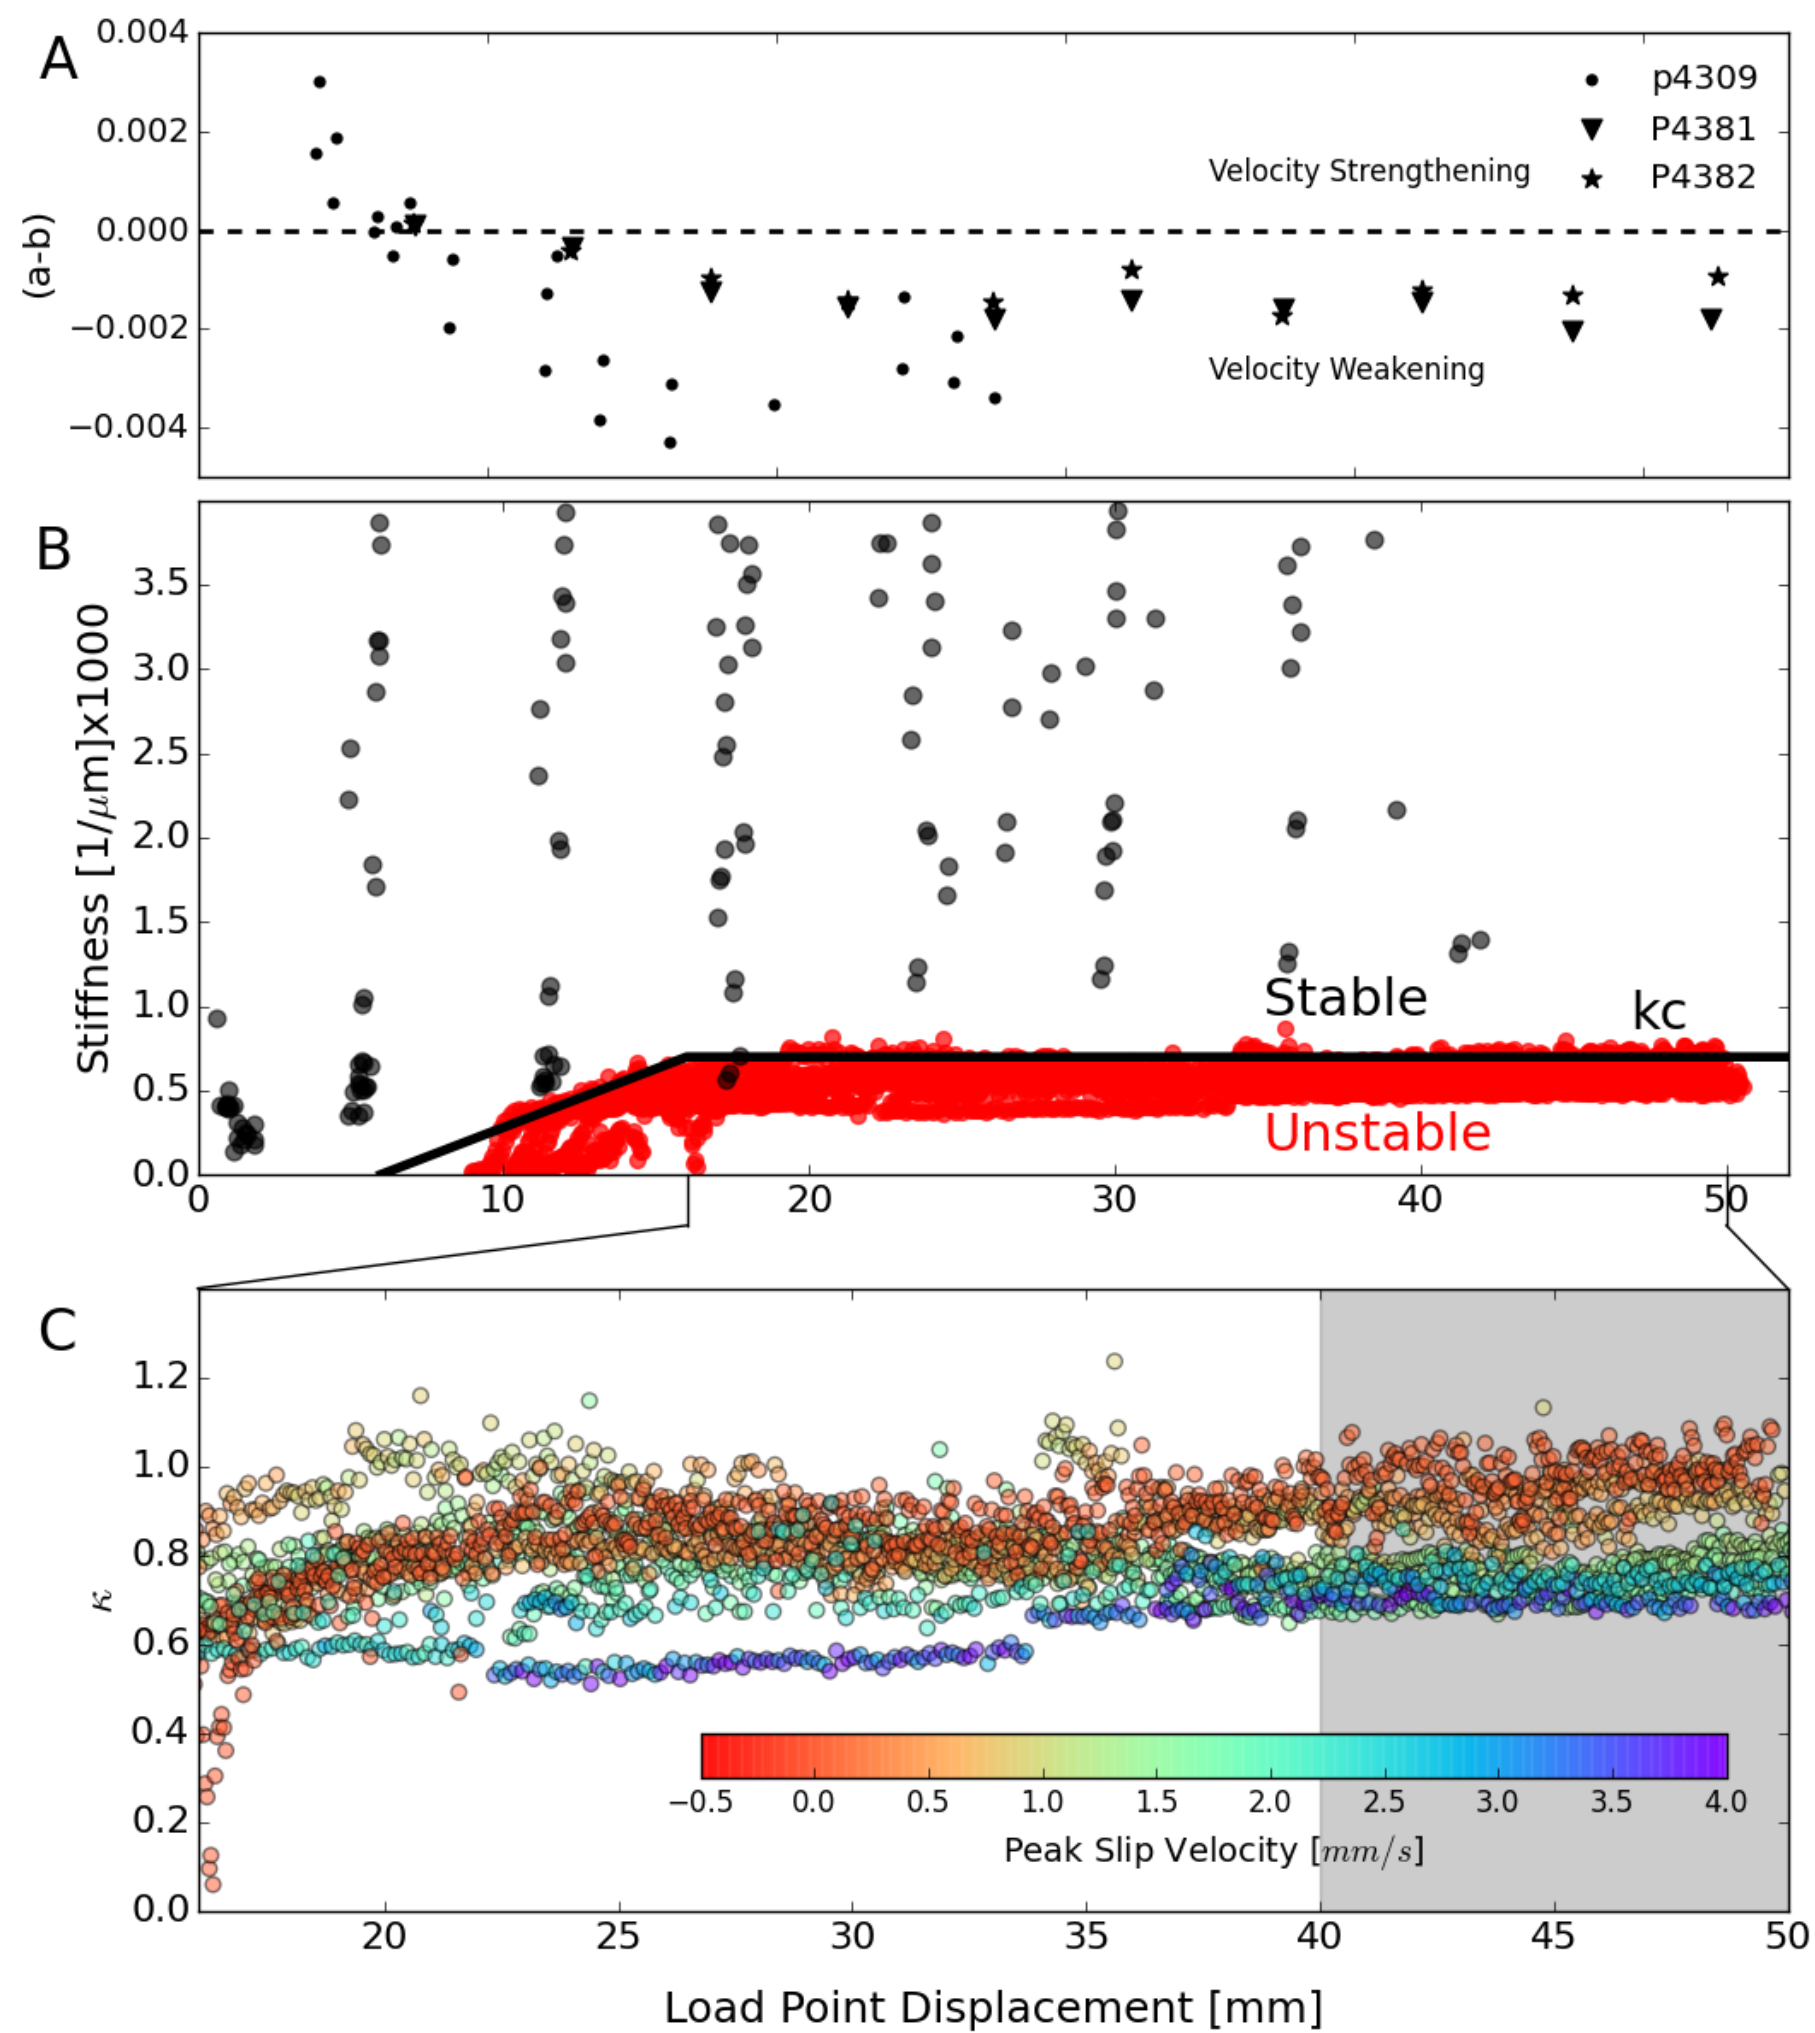 A
0.004
0.002
0.000
−0.002
−0.004
(a-b)
p4309
P4381
P4382
Velocity Strengthening
Velocity Weakening
B
3.5
3.0
2.5
2.0
1.5
1.0
0.5
0.0
Stiffness [1/μm]x1000
Stable
kc
Unstable
0 10 20 30 40 50
C
1.2
1.0
0.8
0.6
0.4
0.2
0.0
κ
−0.5 0.0 0.5 1.0 1.5 2.0 2.5 3.0 3.5 4.0
Peak Slip Velocity [mm/s]
20 25 30 35 40 45 50
Load Point Displacement [mm]